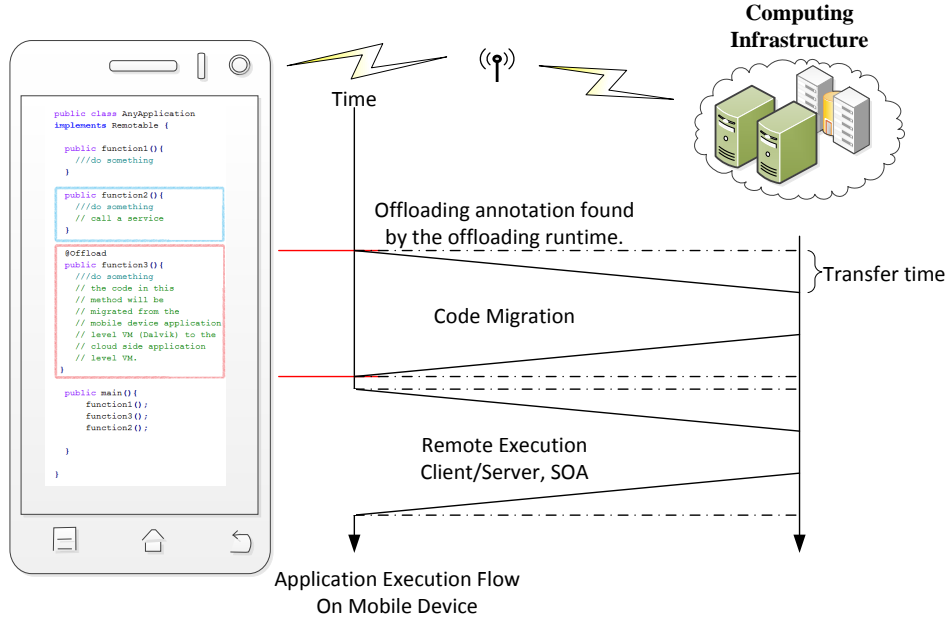 Computing
Infrastructure
Time
public class AnyApplication
implements Remotable {
public function1(){
///do something
}
public function2(){
///do something
// call a service
}
@Offload
public function3(){
///do something
// the code in this
// method will be
// migrated from the
// mobile device application
// level VM (Dalvik) to the
// cloud side application
// level VM.
}
public main(){
function1();
function3();
function2();
}
}
Offloading annotation found
by the offloading runtime.
Transfer time
Code Migration
Remote Execution
Client/Server, SOA
Application Execution Flow
On Mobile Device